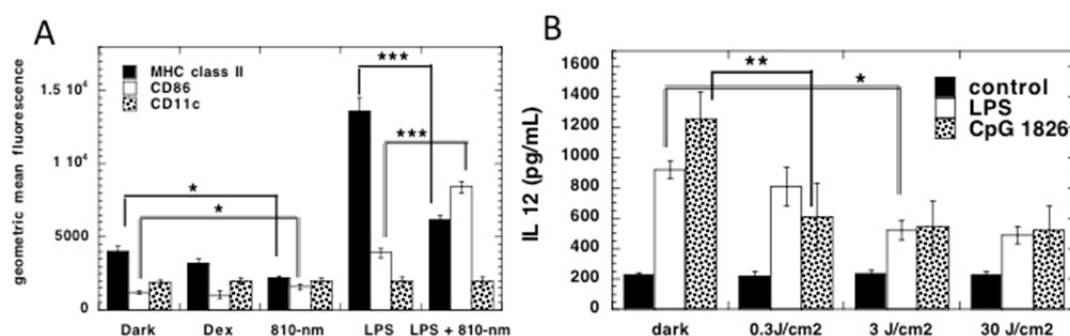 A
geometric mean fluorescence
1.5 10⁴
1 10⁴
5000
0
MHC class II
CD86
CD11c
***
***
*
*
Dark Dex 810-nm LPS LPS + 810-nm
B
IL 12 (pg/mL)
1600
1400
1200
1000
800
600
400
200
0
**
*
control
LPS
CpG 1826
dark 0.3J/cm2 3 J/cm2 30 J/cm2